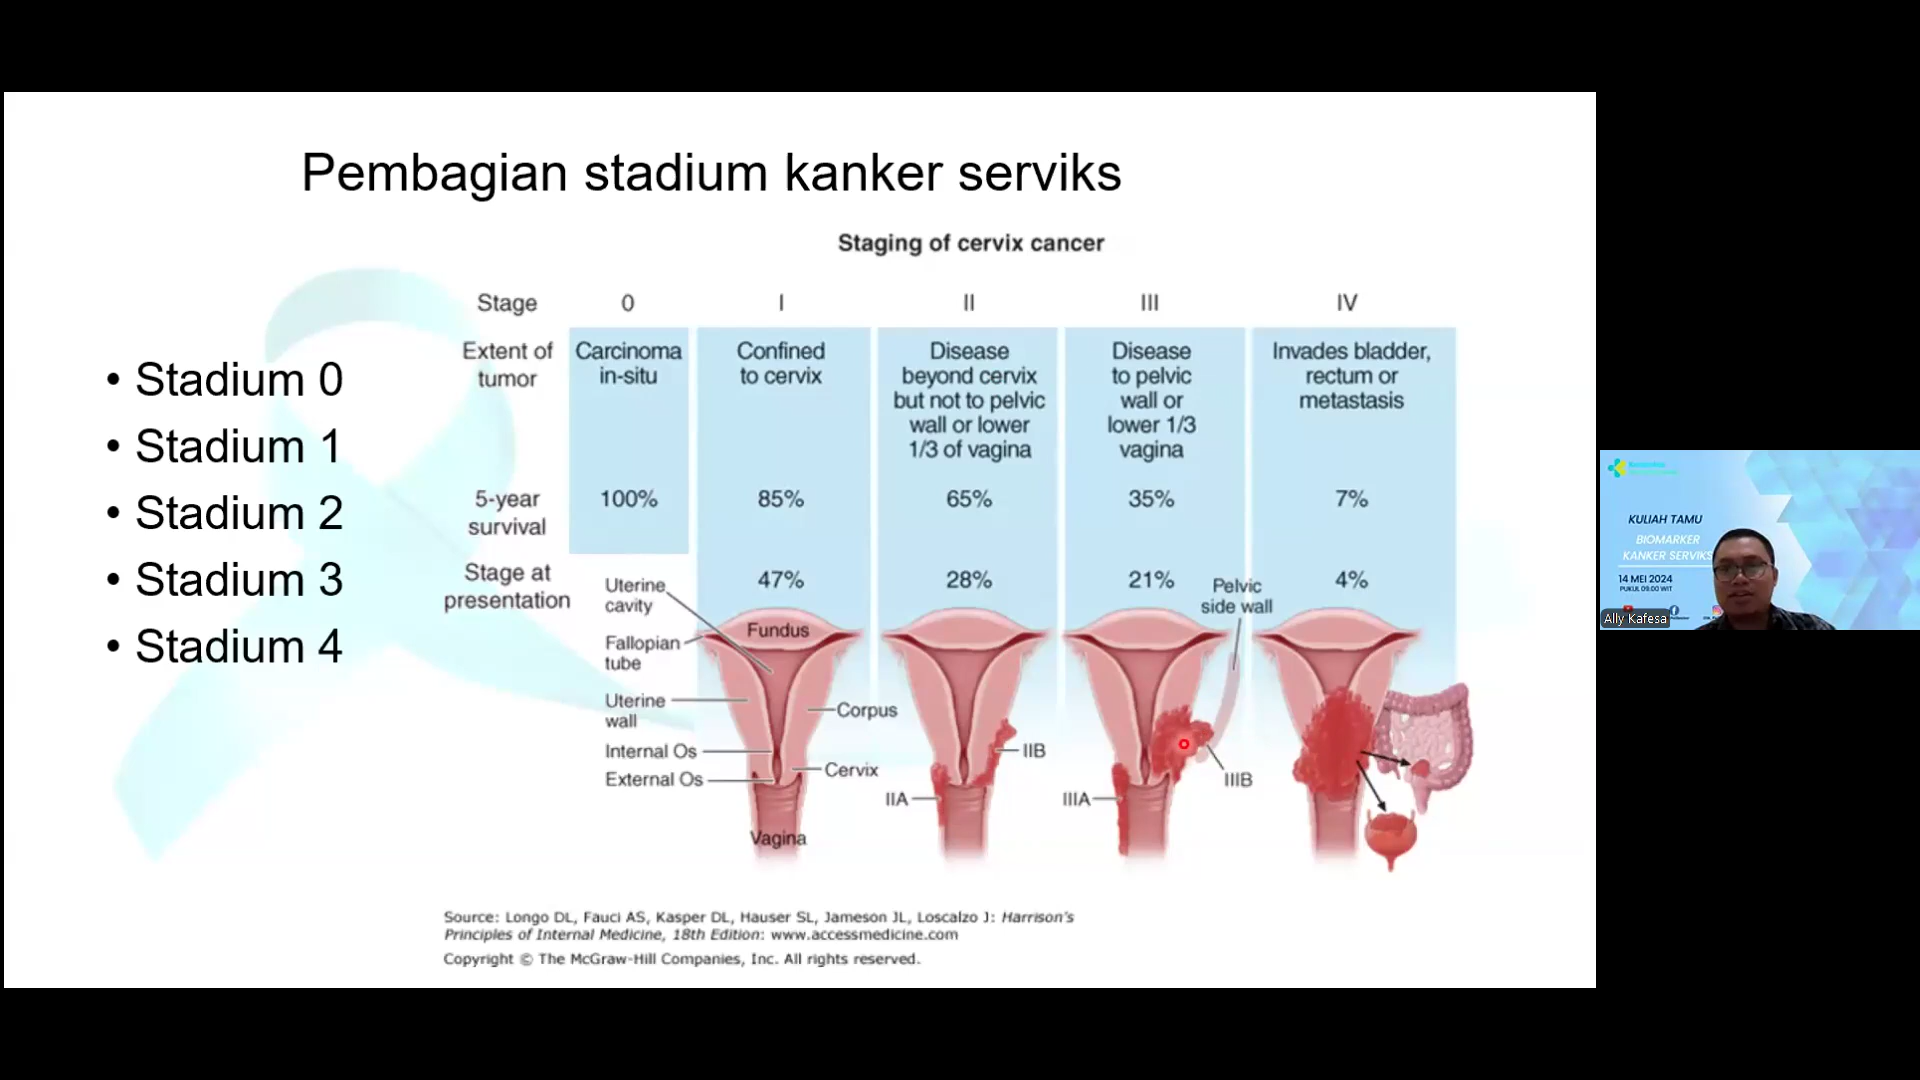 Pembagian stadium kanker serviks
• Stadium 0
• Stadium 1
• Stadium 2
• Stadium 3
• Stadium 4
Staging of cervix cancer
Stage 0 I II III IV
Extent of tumor
Carcinoma in-situ
Confined to cervix
Disease beyond cervix but not to pelvic wall or lower 1/3 of vagina
Disease to pelvic wall or lower 1/3 vagina
Invades bladder, rectum or metastasis
5-year survival 100% 85% 65% 35% 7%
Stage at presentation 47% 28% 21% 4%
Uterine cavity
Fallopian tube
Uterine wall
Internal Os
External Os
Fundus
Corpus
Cervix
Vagina
IIA
IIB
Pelvic side wall
IIIA
IIIB
Source: Longo DL, Fauci AS, Kasper DL, Hauser SL, Jameson JL, Loscalzo J: Harrison's
Principles of Internal Medicine, 18th Edition: www.accessmedicine.com
Copyright © The McGraw-Hill Companies, Inc. All rights reserved.
KULIAH TAMU
BIOMARKER
KANKER SERVIKS
14 MEI 2024
PUKUL 09.00 WIT
Ally Kafesa